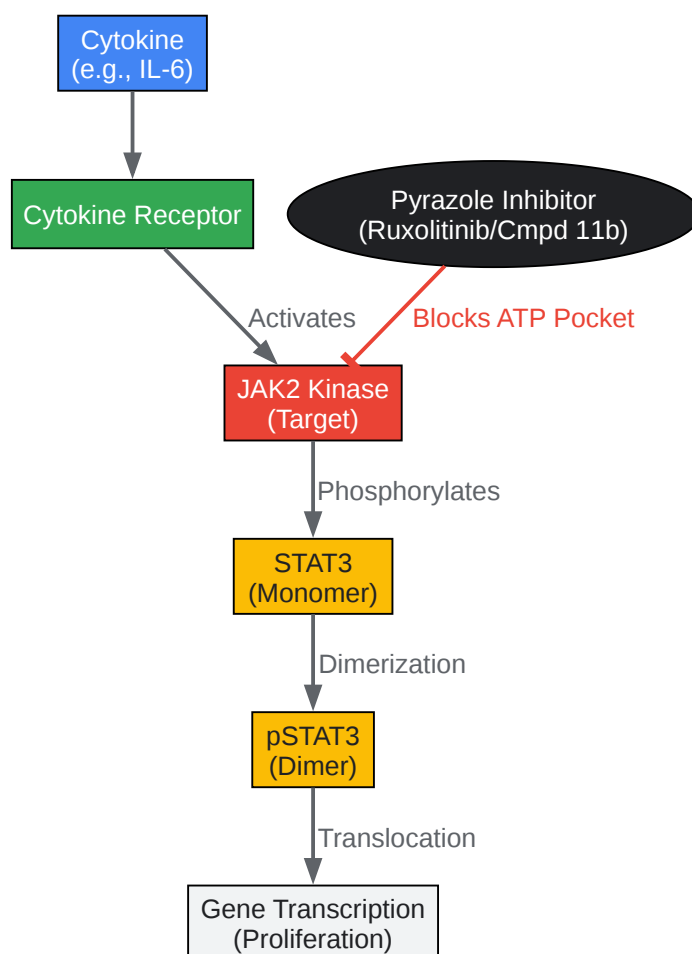 Cytokine
(e.g., IL-6)
Cytokine Receptor
Pyrazole Inhibitor
(Ruxolitinib/Cmpd 11b)
Activates
Blocks ATP Pocket
JAK2 Kinase
(Target)
Phosphorylates
STAT3
(Monomer)
Dimerization
pSTAT3
(Dimer)
Translocation
Gene Transcription
(Proliferation)